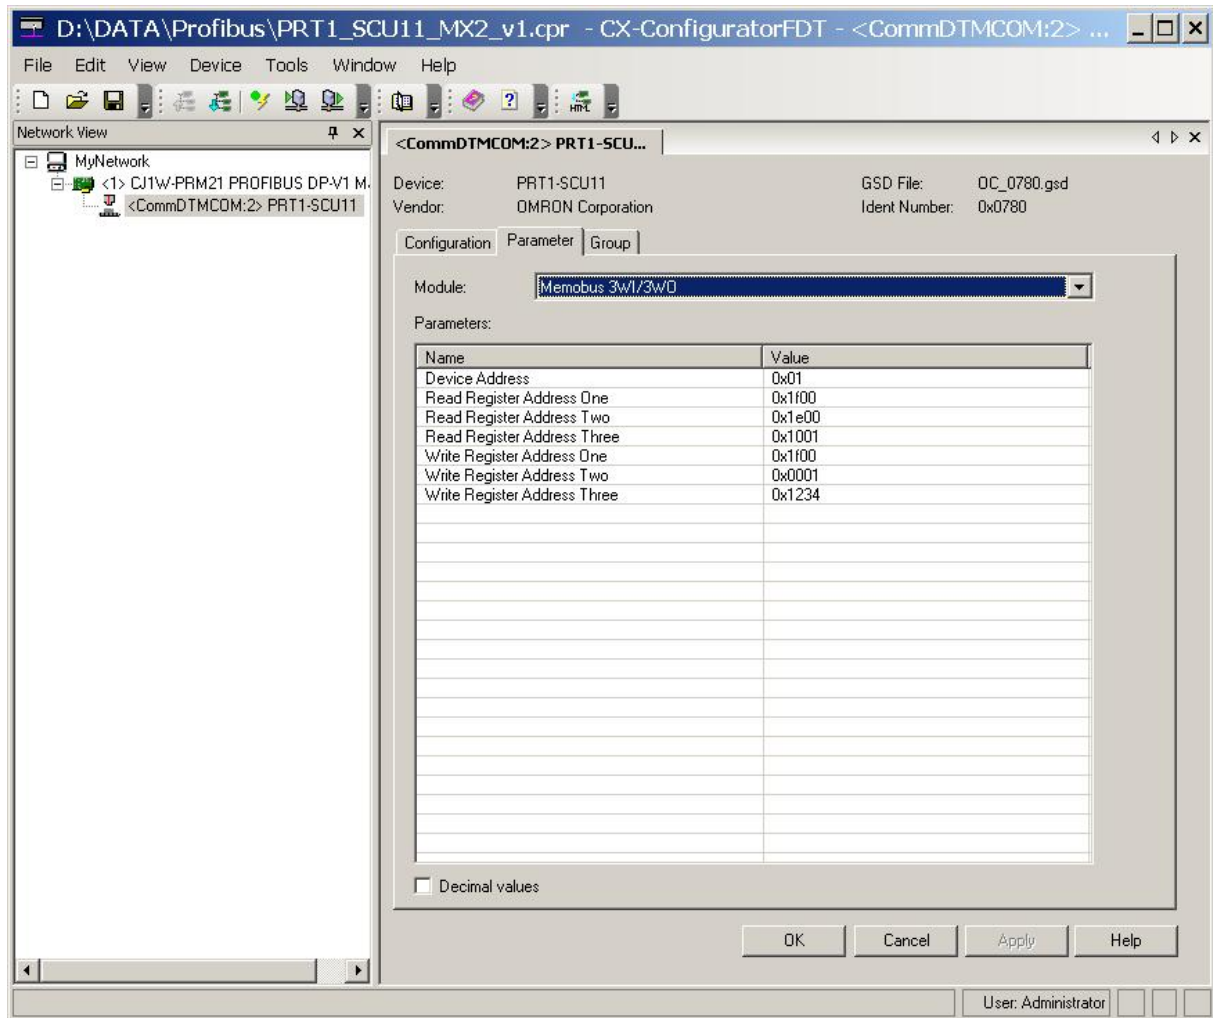 D:\DATA\Profibus\PRT1_SCU11_MX2_v1.cpr - CX-ConfiguratorFDT - <CommDTMCOM:2> ...
File Edit View Device Tools Window Help
Network View
MyNetwork
<1> CJ1W-PRM21 PROFIBUS DP-V1 M
<CommDTMCOM:2> PRT1-SCU11
<CommDTMCOM:2> PRT1-SCU...
Device: PRT1-SCU11 GSD File: OC_0780.gsd
Vendor: OMRON Corporation Ident Number: 0x0780
Configuration Parameter Group
Module: Memobus 3WI/3WO
Parameters:
Name Value
Device Address 0x01
Read Register Address One 0x1f00
Read Register Address Two 0x1e00
Read Register Address Three 0x1001
Write Register Address One 0x1f00
Write Register Address Two 0x0001
Write Register Address Three 0x1234
Decimal values
OK Cancel Apply Help
User: Administrator